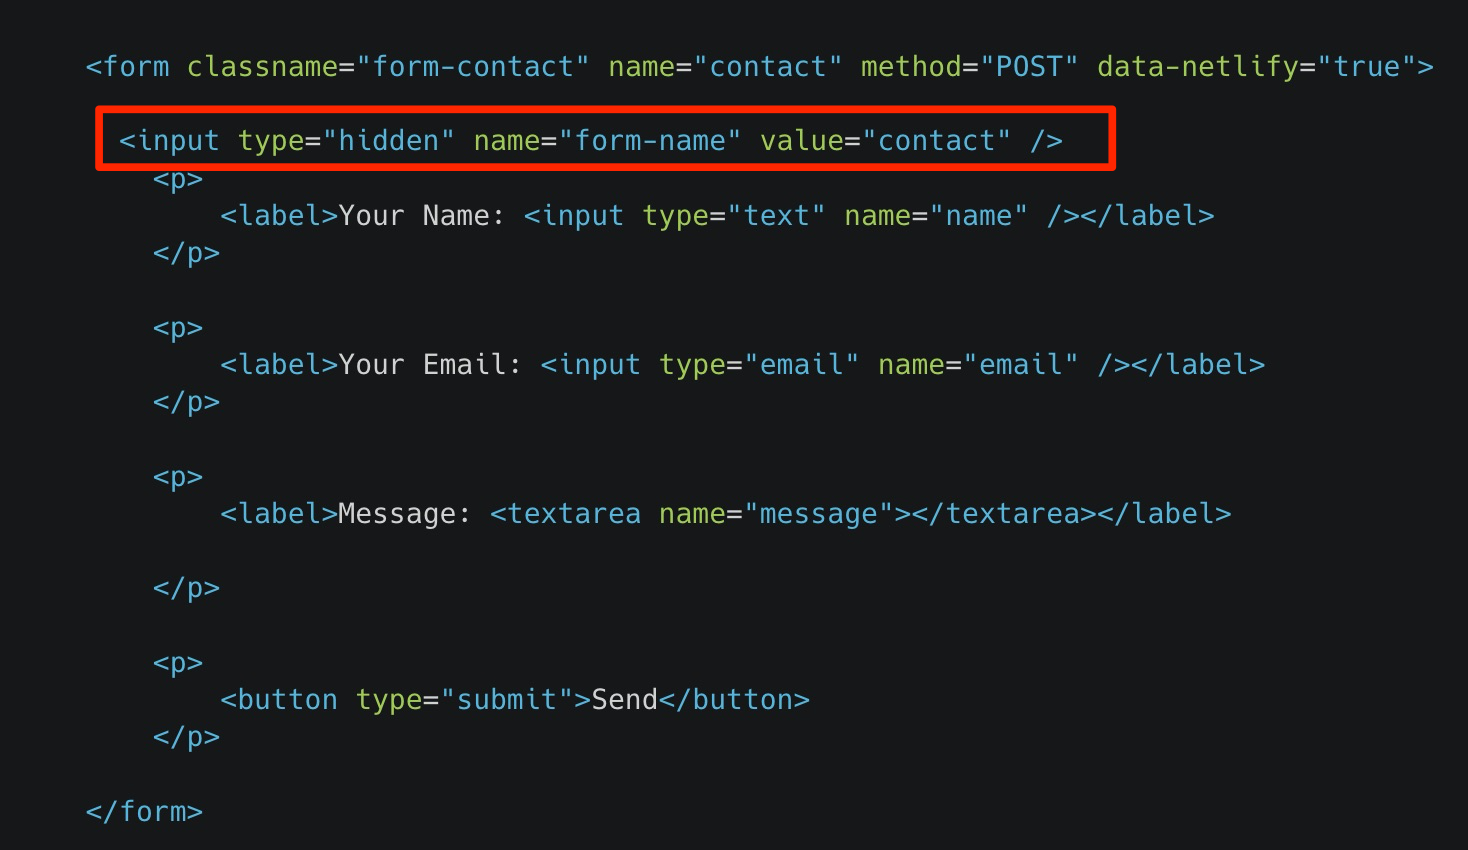 <form classname="form-contact" name="contact" method="POST" data-netlify="true">
<input type="hidden" name="form-name" value="contact" />
<p>
<label>Your Name: <input type="text" name="name" /></label>
</p>
<p>
<label>Your Email: <input type="email" name="email" /></label>
</p>
<p>
<label>Message: <textarea name="message"></textarea></label>
</p>
<p>
<button type="submit">Send</button>
</p>
</form>